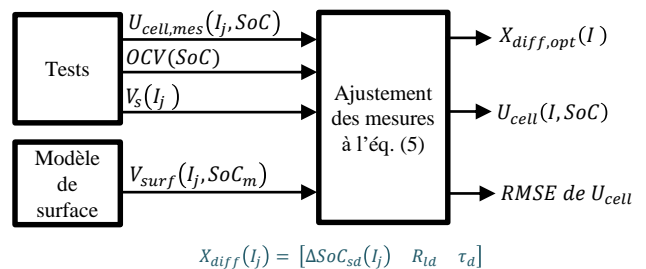 Tests
U_{cell,mes}(I_j, SoC)
OCV(SoC)
V_s(I_j )
Modèle
de
surface
V_{surf}(I_j, SoC_m)
Ajustement
des mesures
à l'éq. (5)
X_{diff,opt}(I )
U_{cell}(I, SoC)
RMSE de U_{cell}
X_{diff}(I_j) = [ΔSoC_{sd}(I_j) R_{ld} τ_d]